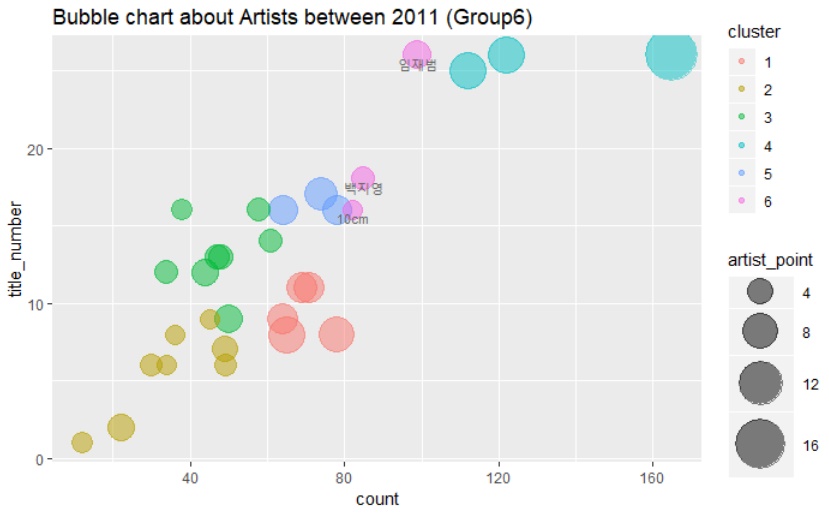 Bubble chart about Artists between 2011 (Group6)
cluster
1
2
3
4
5
6
artist_point
4
8
12
16
title_number
20
10
0
임재범
백지영
10cm
40
80
120
160
count